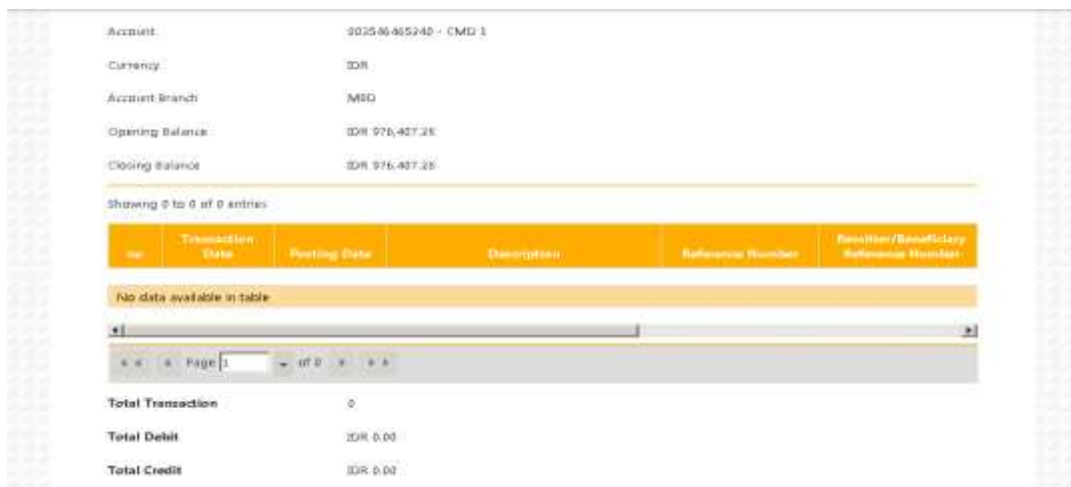 Account 003546465240 - CMD 1
Currency IDR
Account Branch MBD
Opening Balance IDR 976,407.26
Closing Balance IDR 976,407.26
Showing 0 to 0 of 0 entries
no Transaction Date Posting Date Description Reference Number Remitter/Beneficiary Reference Number
No data available in table
Page 1 of 0
Total Transaction 0
Total Debit IDR 0.00
Total Credit IDR 0.00